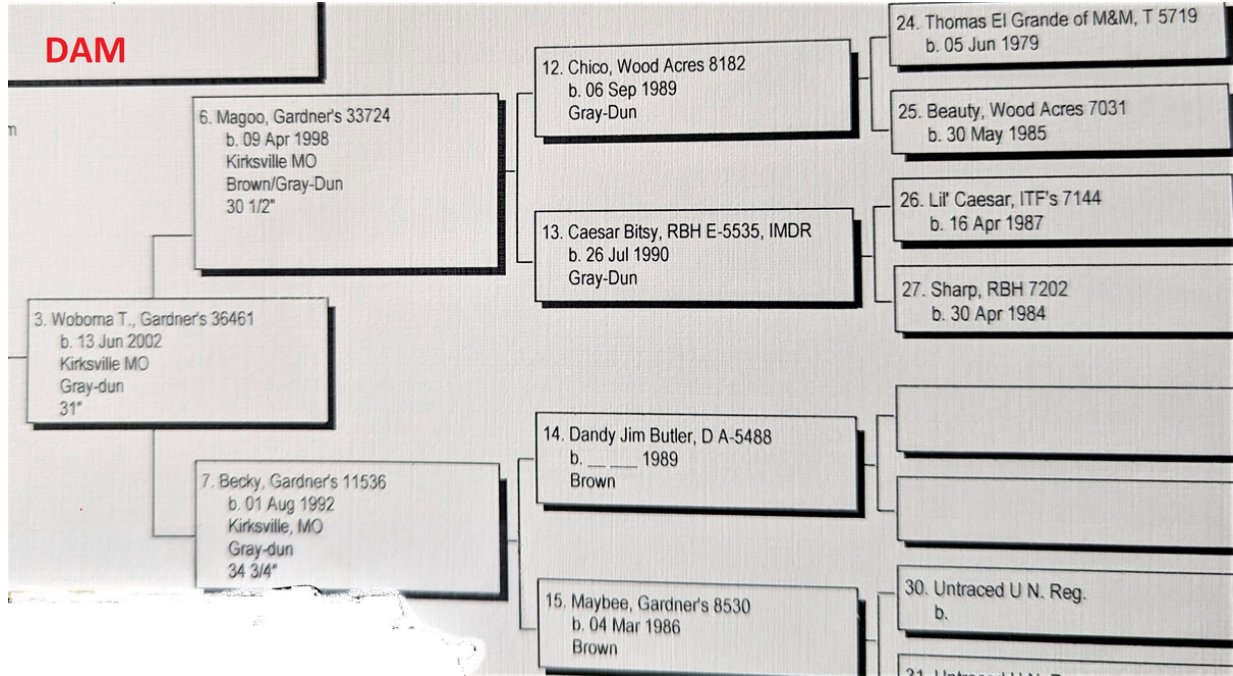 DAM
24. Thomas El Grande of M&M, T 5719
b. 05 Jun 1979
12. Chico, Wood Acres 8182
b. 06 Sep 1989
Gray-Dun
6. Magoo, Gardner's 33724
b. 09 Apr 1998
Kirksville MO
Brown/Gray-Dun
30 1/2"
25. Beauty, Wood Acres 7031
b. 30 May 1985
26. Lil' Caesar, ITF's 7144
b. 16 Apr 1987
13. Caesar Bitsy, RBH E-5535, IMDR
b. 26 Jul 1990
Gray-Dun
27. Sharp, RBH 7202
b. 30 Apr 1984
3. Woboma T., Gardner's 36461
b. 13 Jun 2002
Kirksville MO
Gray-dun
31"
14. Dandy Jim Butler, D A-5488
b. __ ___ 1989
Brown
7. Becky, Gardner's 11536
b. 01 Aug 1992
Kirksville, MO
Gray-dun
34 3/4"
15. Maybee, Gardner's 8530
b. 04 Mar 1986
Brown
30. Untraced U N. Reg.
b.
31. Untraced U N.